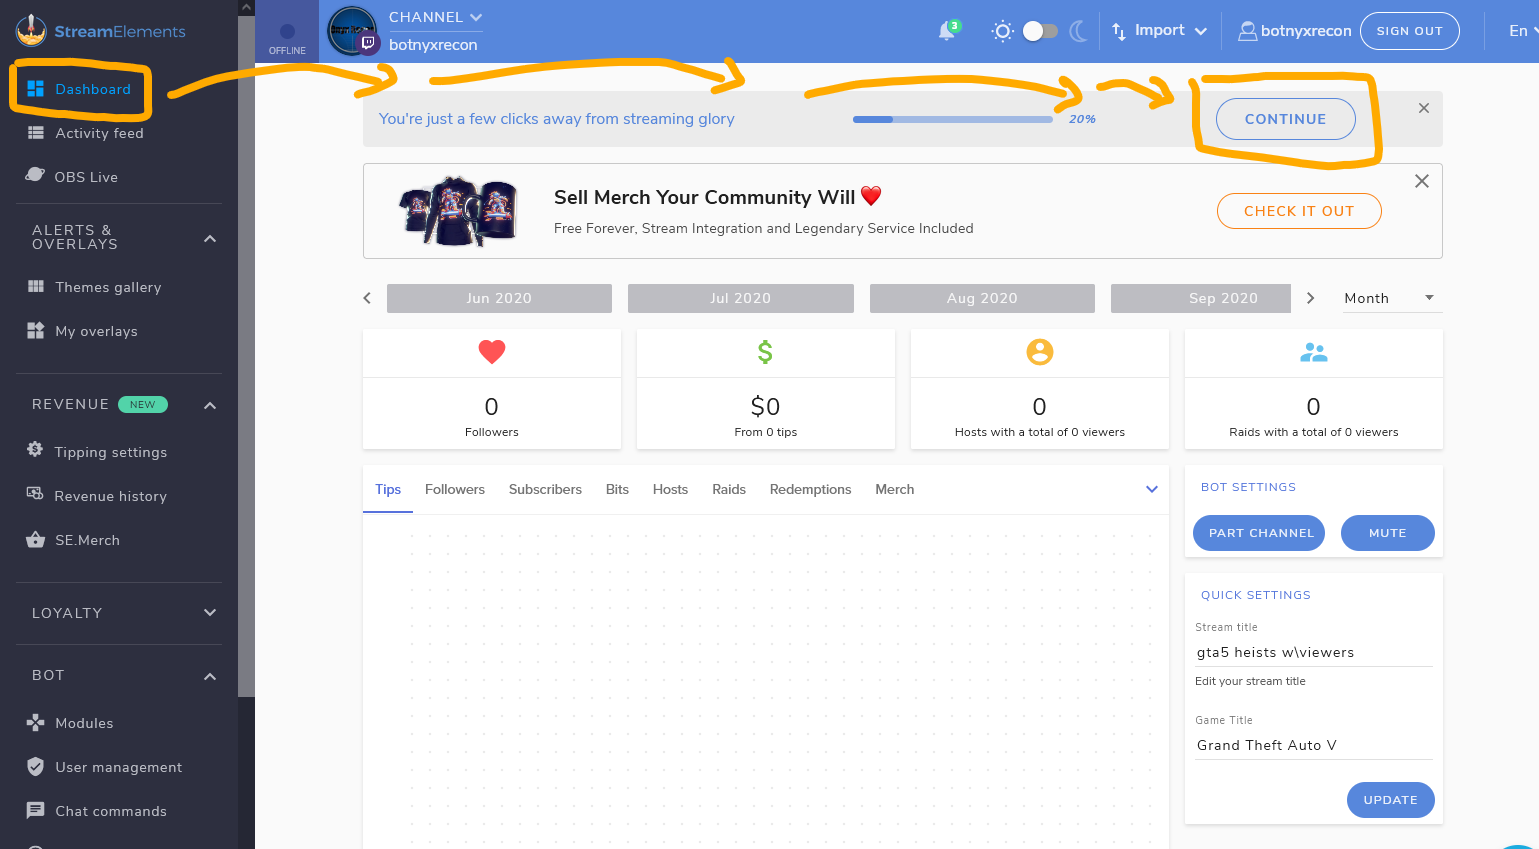 StreamElements
Dashboard
Activity feed
OBS Live
ALERTS &
OVERLAYS
Themes gallery
My overlays
REVENUE NEW
Tipping settings
Revenue history
SE.Merch
LOYALTY
BOT
Modules
User management
Chat commands
OFFLINE
CHANNEL
botnyxrecon
3
Import
botnyxrecon
SIGN OUT
En
You're just a few clicks away from streaming glory
20%
CONTINUE
Sell Merch Your Community Will ❤️
Free Forever, Stream Integration and Legendary Service Included
CHECK IT OUT
Jun 2020
Jul 2020
Aug 2020
Sep 2020
Month
0
Followers
$0
From 0 tips
0
Hosts with a total of 0 viewers
0
Raids with a total of 0 viewers
Tips Followers Subscribers Bits Hosts Raids Redemptions Merch
BOT SETTINGS
PART CHANNEL
MUTE
QUICK SETTINGS
Stream title
gta5 heists w\viewers
Edit your stream title
Game Title
Grand Theft Auto V
UPDATE